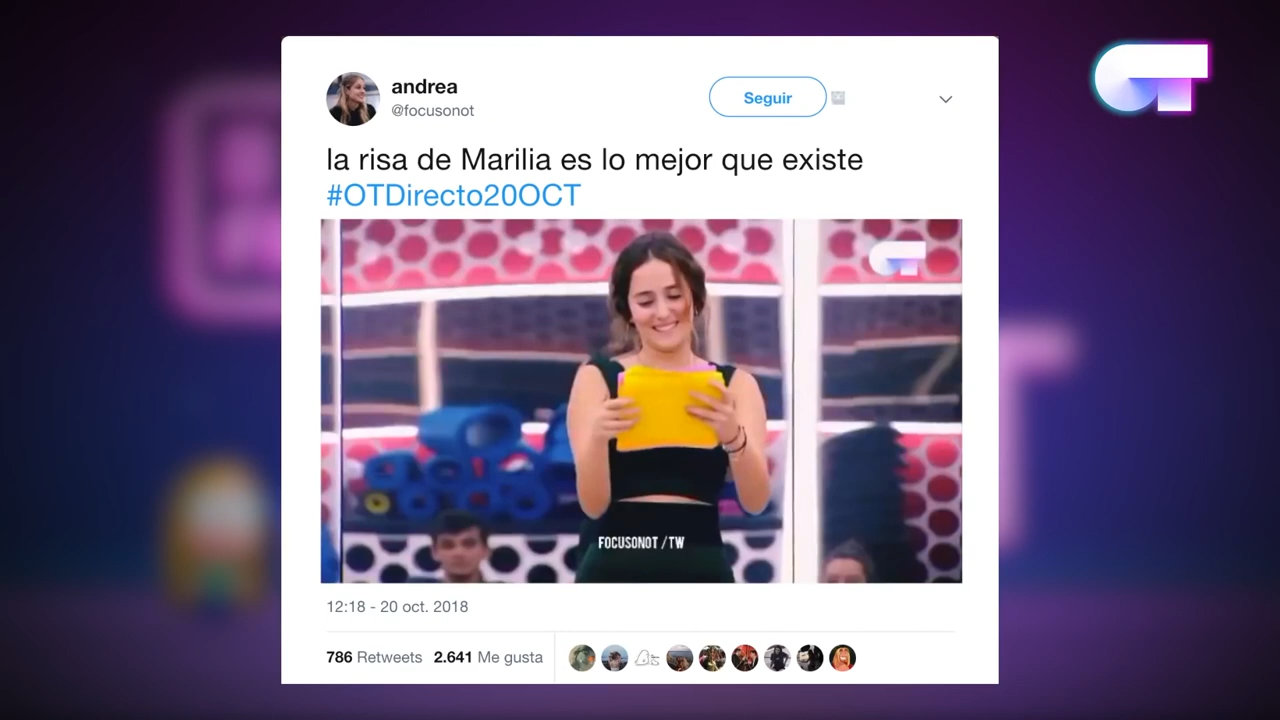 andrea
@focusonot
Seguir
la risa de Marilia es lo mejor que existe
#OTDirecto20OCT
FOCUSONOT /TW
12:18 - 20 oct. 2018
786 Retweets 2.641 Me gusta
OT